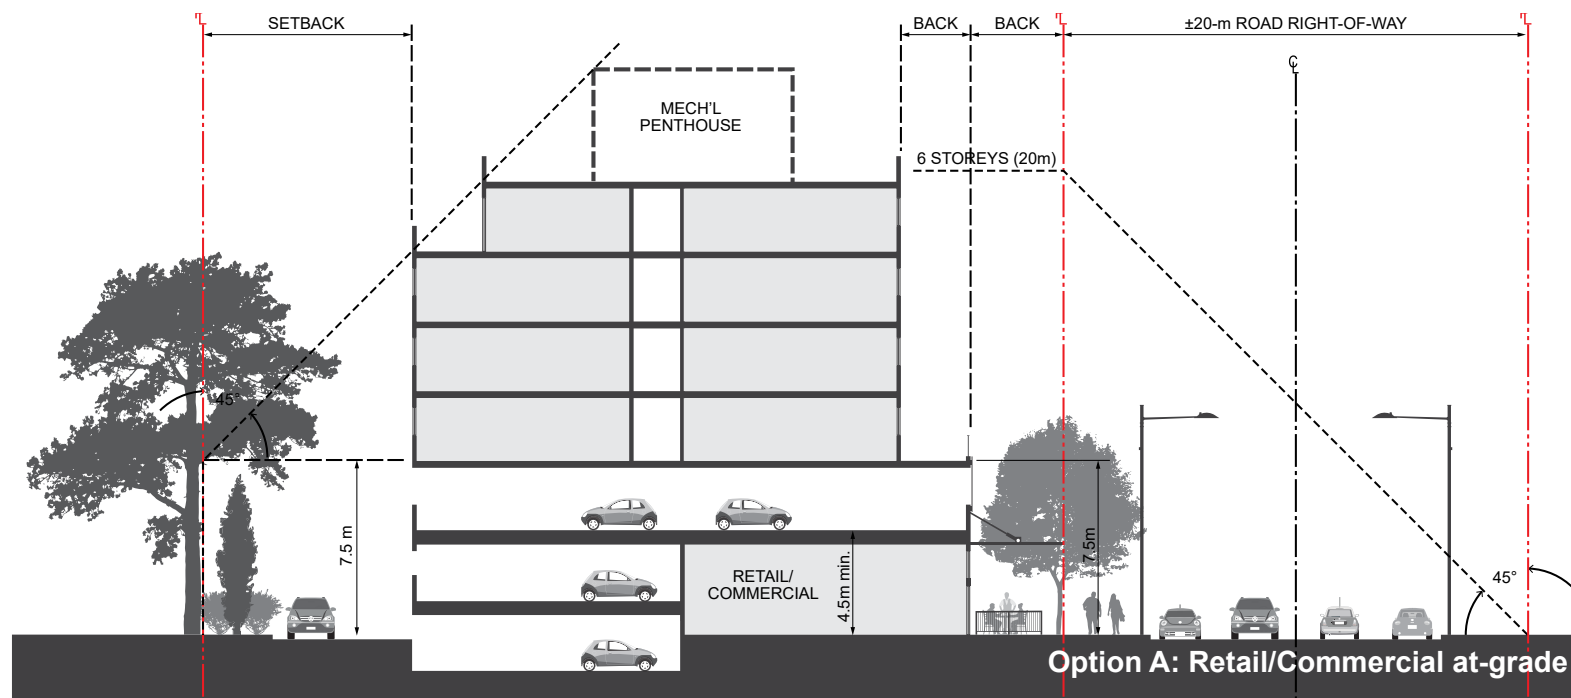 SETBACK
BACK
BACK
±20-m ROAD RIGHT-OF-WAY
MECH'L
PENTHOUSE
6 STOREYS (20m)
45°
7.5 m
RETAIL/
COMMERCIAL
4.5m min.
7.5m
45°
Option A: Retail/Commercial at-grade